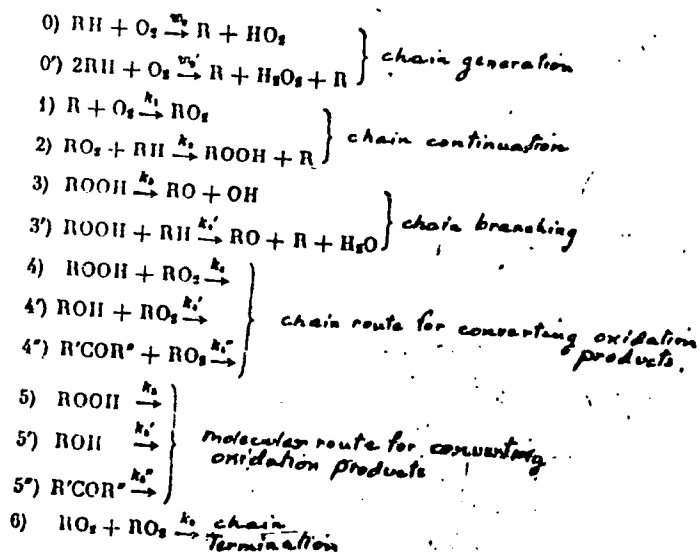 0) RH + O₂ —w₀→ R + HO₂
0') 2RH + O₂ —w₀'→ R + H₂O₂ + R
} chain generation
1) R + O₂ —k₁→ RO₂
2) RO₂ + RH —k₂→ ROOH + R
} chain continuation
3) ROOH —k₃→ RO + OH
3') ROOH + RH —k₃'→ RO + R + H₂O
} chain branching
4) ROOH + RO₂ —k₄→
4') ROH + RO₂ —k₄'→
4") R'COR" + RO₂ —k₄"→
} chain route for converting oxidation
products.
5) ROOH —k₅→
5') ROH —k₅'→
5") R'COR" —k₅"→
} molecular route for converting
oxidation products
6) RO₂ + RO₂ —k₆→ chain
Termination